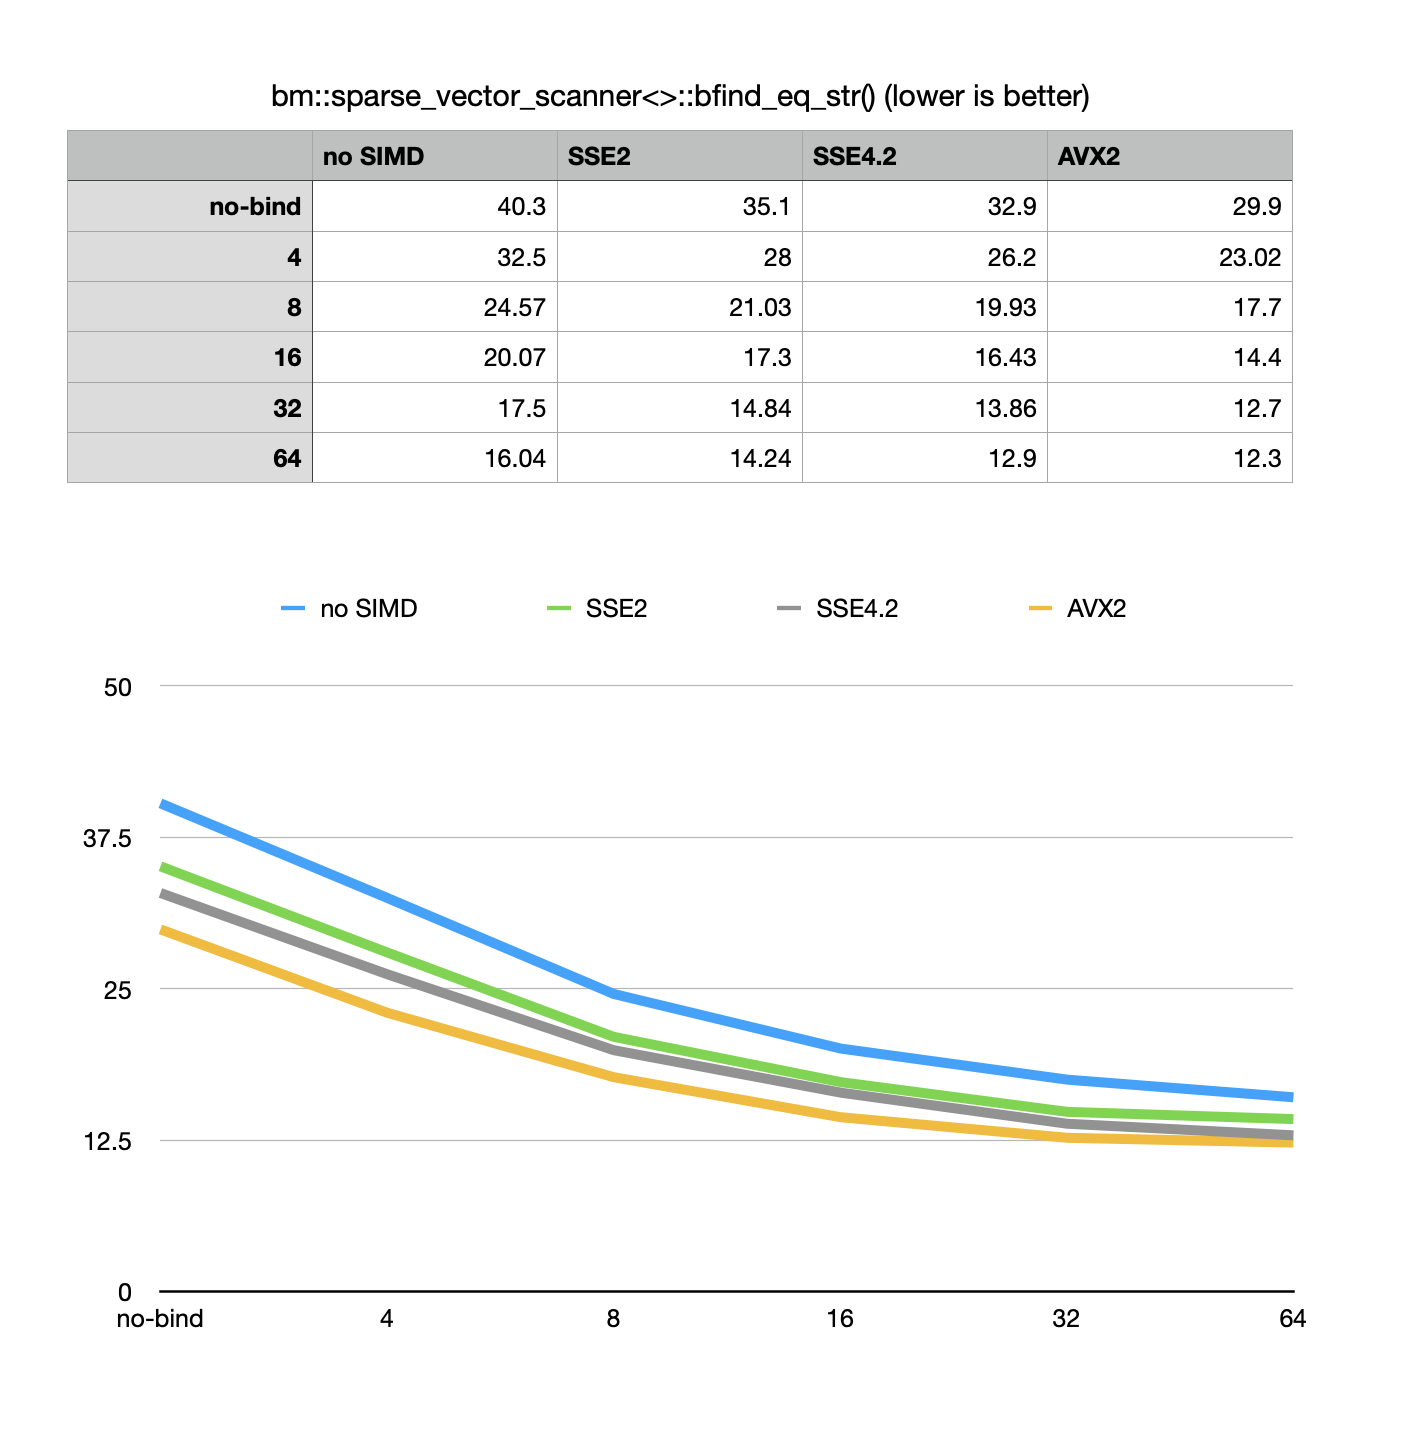 bm::sparse_vector_scanner<>::bfind_eq_str() (lower is better)
no SIMD SSE2 SSE4.2 AVX2
no-bind 40.3 35.1 32.9 29.9
4 32.5 28 26.2 23.02
8 24.57 21.03 19.93 17.7
16 20.07 17.3 16.43 14.4
32 17.5 14.84 13.86 12.7
64 16.04 14.24 12.9 12.3
no SIMD SSE2 SSE4.2 AVX2
50
37.5
25
12.5
0
no-bind 4 8 16 32 64